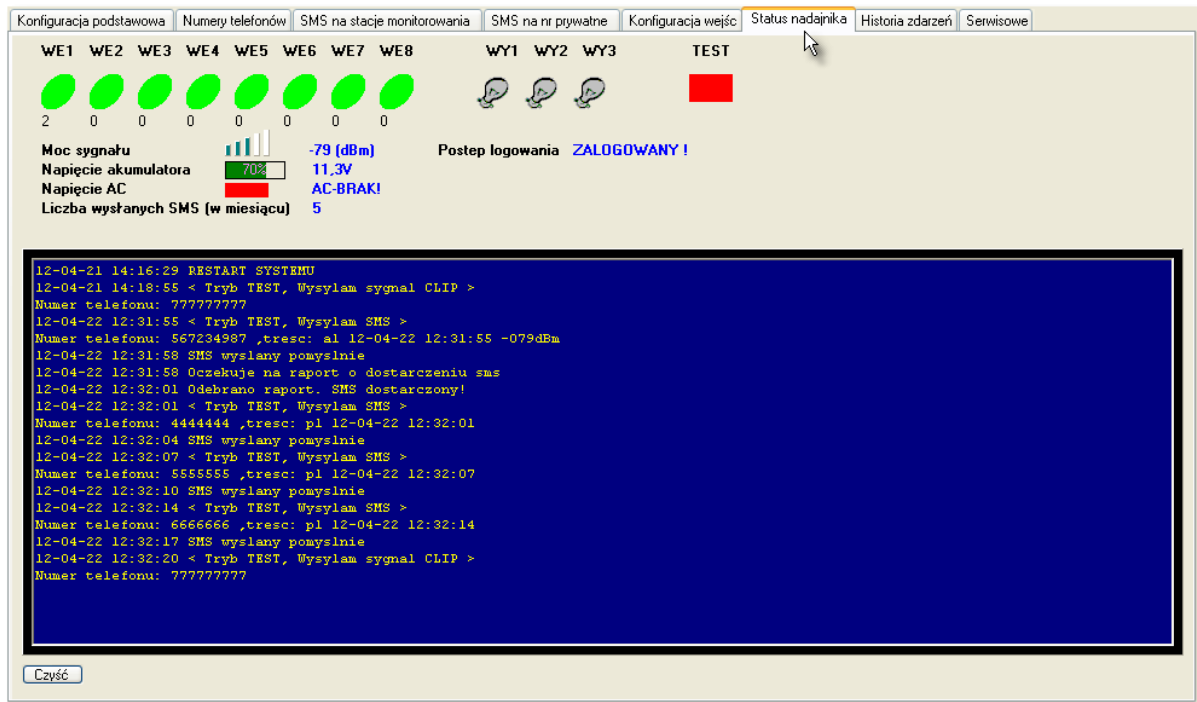 Konfiguracja podstawowa Numery telefonów SMS na stacje monitorowania SMS na nr prywatne Konfiguracja wejśc Status nadajnika Historia zdarzeń Serwisowe
WE1 WE2 WE3 WE4 WE5 WE6 WE7 WE8 WY1 WY2 WY3 TEST
2 0 0 0 0 0 0 0
Moc sygnału -79 (dBm) Postep logowania ZALOGOWANY !
Napięcie akumulatora 70% 11,3V
Napięcie AC AC-BRAK!
Liczba wysłanych SMS (w miesiącu) 5
12-04-21 14:16:29 RESTART SYSTEMU
12-04-21 14:18:55 < Tryb TEST, Wysylam sygnal CLIP >
Numer telefonu: 777777777
12-04-22 12:31:55 < Tryb TEST, Wysylam SMS >
Numer telefonu: 567234987 ,tresc: al 12-04-22 12:31:55 -079dBm
12-04-22 12:31:58 SMS wyslany pomyslnie
12-04-22 12:31:58 Oczekuje na raport o dostarczeniu sms
12-04-22 12:32:01 Odebrano raport. SMS dostarczony!
12-04-22 12:32:01 < Tryb TEST, Wysylam SMS >
Numer telefonu: 4444444 ,tresc: pl 12-04-22 12:32:01
12-04-22 12:32:04 SMS wyslany pomyslnie
12-04-22 12:32:07 < Tryb TEST, Wysylam SMS >
Numer telefonu: 5555555 ,tresc: pl 12-04-22 12:32:07
12-04-22 12:32:10 SMS wyslany pomyslnie
12-04-22 12:32:14 < Tryb TEST, Wysylam SMS >
Numer telefonu: 6666666 ,tresc: pl 12-04-22 12:32:14
12-04-22 12:32:17 SMS wyslany pomyslnie
12-04-22 12:32:20 < Tryb TEST, Wysylam sygnal CLIP >
Numer telefonu: 777777777
Czyść